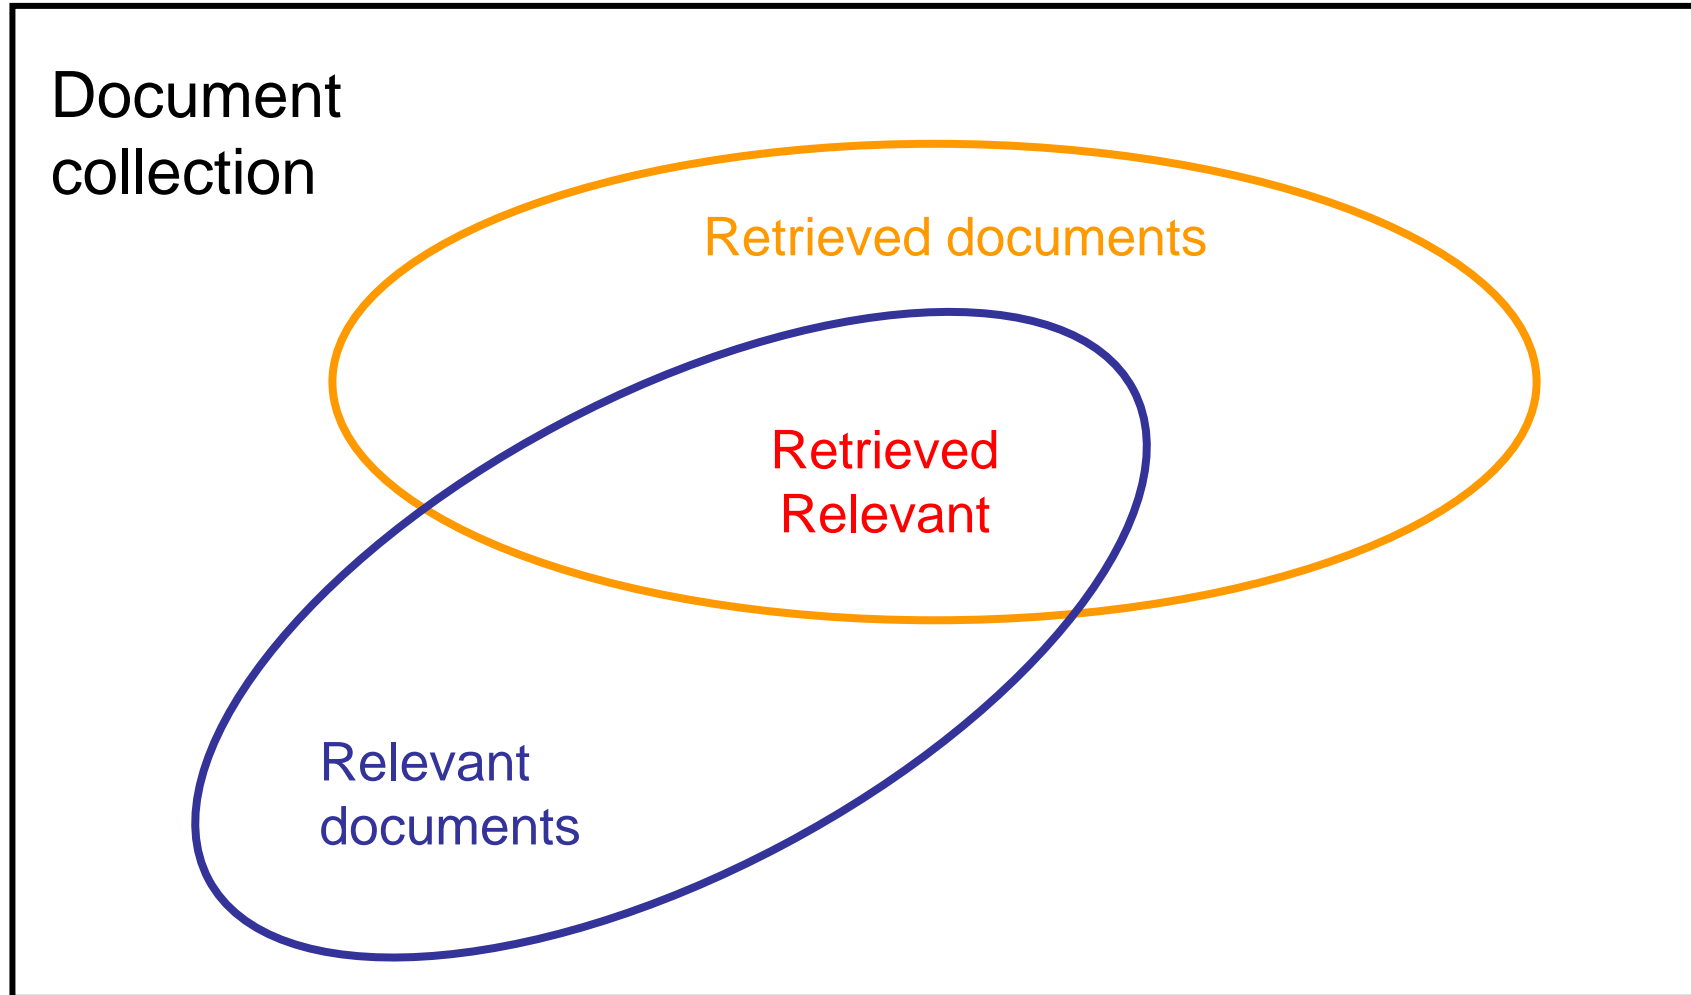 Document
collection
Retrieved documents
Retrieved
Relevant
Relevant
documents